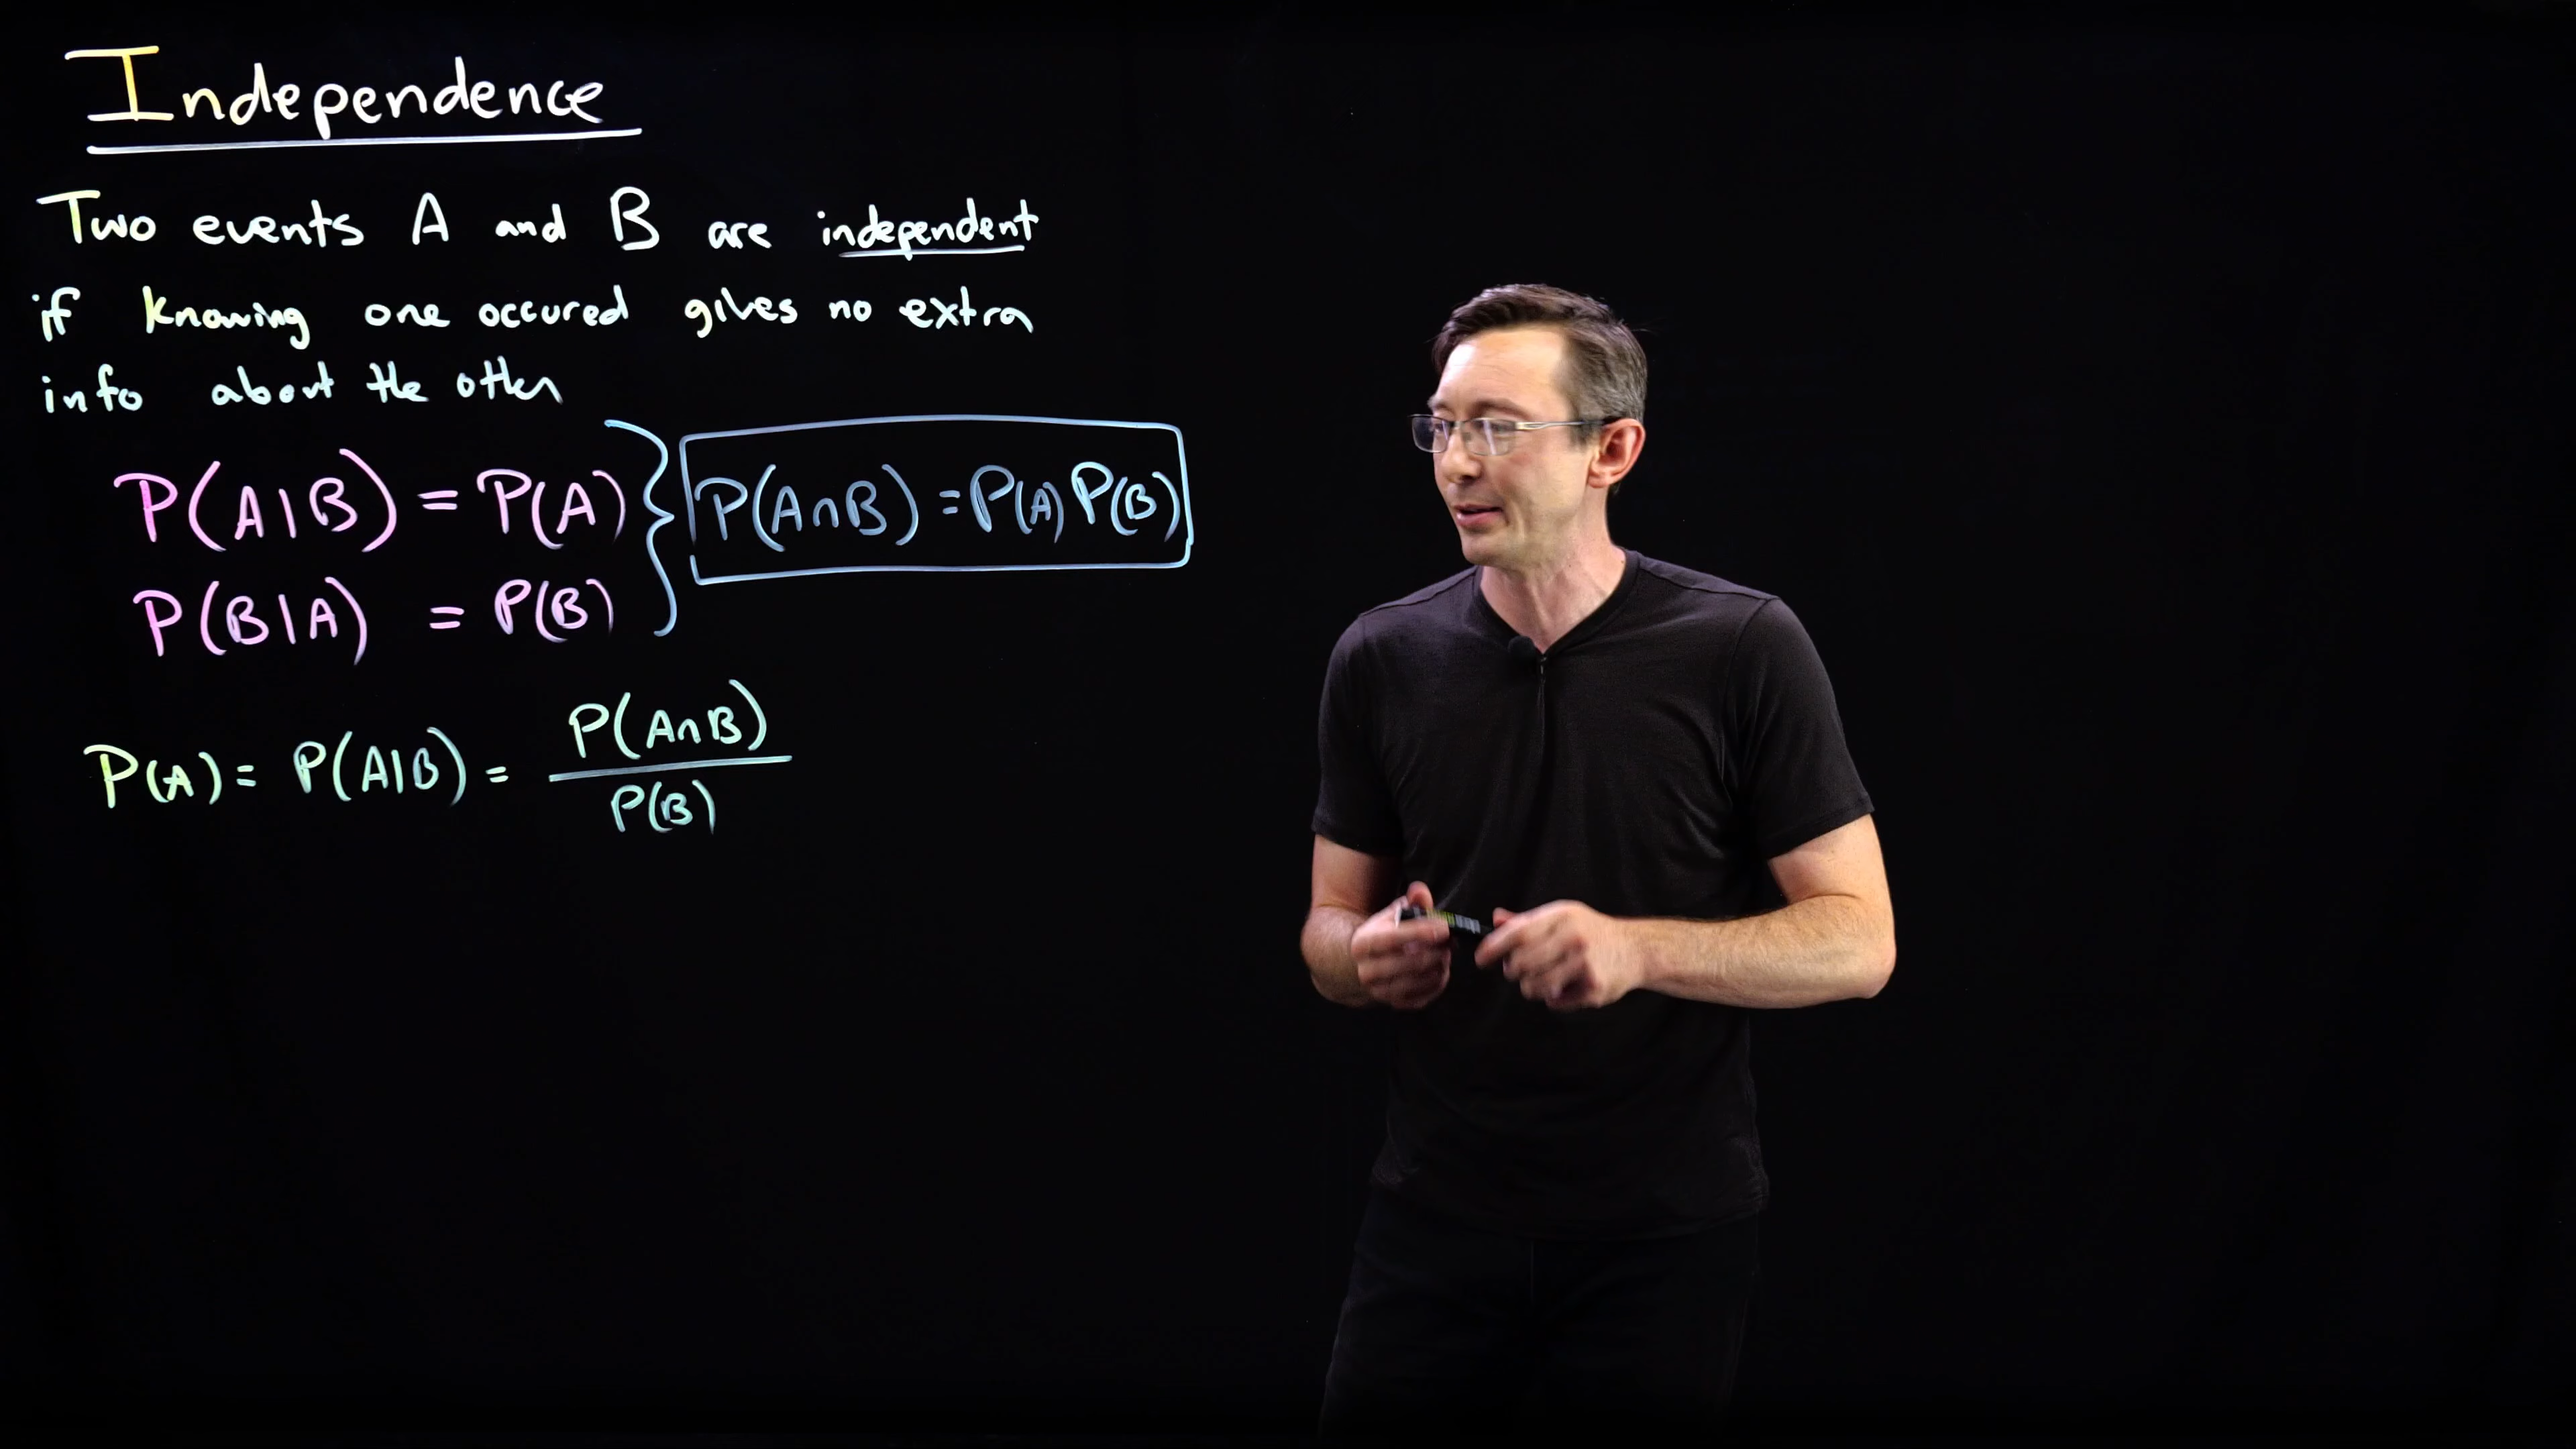 Independence
Two events A and B are independent
if knowing one occured gives no extra
info about the other
P(A|B) = P(A)
P(B|A) = P(B)
P(A∩B) = P(A) P(B)
P(A) = P(A|B) = P(A∩B) / P(B)